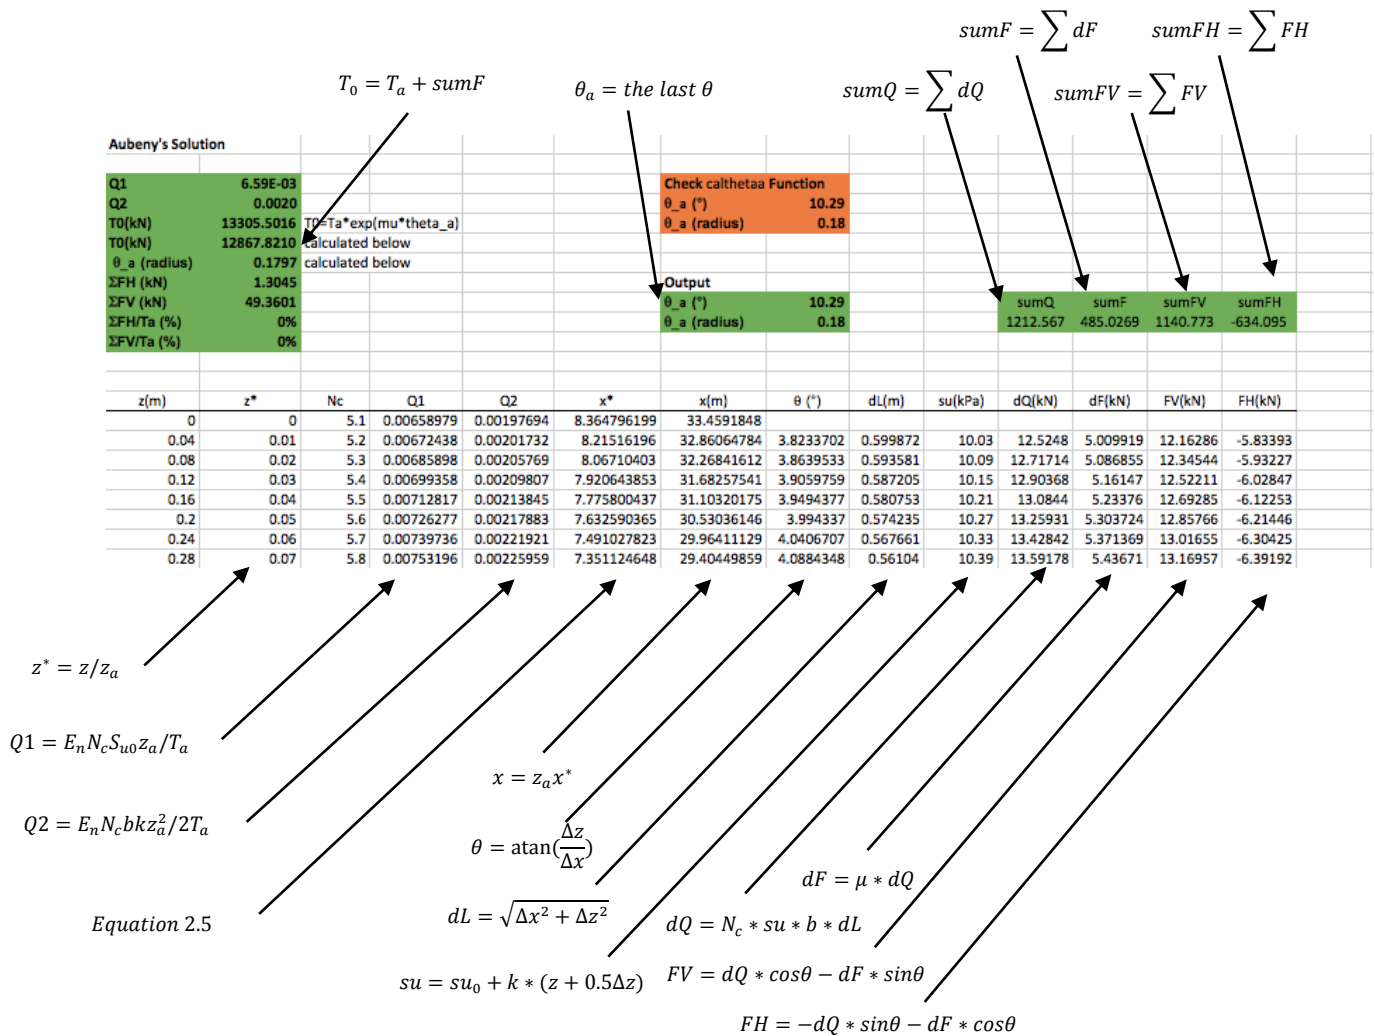 sumF = ∑ dF
sumFH = ∑ FH
T₀ = Tₐ + sumF
θₐ = the last θ
sumQ = ∑ dQ
sumFV = ∑ FV
Aubeny's Solution
Q1 6.59E-03 Check calthetaa Function
Q2 0.0020 θ_a (°) 10.29
T0(kN) 13305.5016 T0=Ta*exp(mu*theta_a) θ_a (radius) 0.18
T0(kN) 12867.8210 calculated below
θ_a (radius) 0.1797 calculated below
ΣFH (kN) 1.3045 Output
ΣFV (kN) 49.3601 θ_a (°) 10.29 sumQ sumF sumFV sumFH
ΣFH/Ta (%) 0% θ_a (radius) 0.18 1212.567 485.0269 1140.773 -634.095
ΣFV/Ta (%) 0%
z(m) z* Nc Q1 Q2 x* x(m) θ (°) dL(m) su(kPa) dQ(kN) dF(kN) FV(kN) FH(kN)
0 0 5.1 0.00658979 0.00197694 8.364796199 33.4591848
0.04 0.01 5.2 0.00672438 0.00201732 8.21516196 32.86064784 3.8233702 0.599872 10.03 12.5248 5.009919 12.16286 -5.83393
0.08 0.02 5.3 0.00685898 0.00205769 8.06710403 32.26841612 3.8639533 0.593581 10.09 12.71714 5.086855 12.34544 -5.93227
0.12 0.03 5.4 0.00699358 0.00209807 7.920643853 31.68257541 3.9059759 0.587205 10.15 12.90368 5.16147 12.52211 -6.02847
0.16 0.04 5.5 0.00712817 0.00213845 7.775800437 31.10320175 3.9494377 0.580753 10.21 13.0844 5.23376 12.69285 -6.12253
0.2 0.05 5.6 0.00726277 0.00217883 7.632590365 30.53036146 3.994337 0.574235 10.27 13.25931 5.303724 12.85766 -6.21446
0.24 0.06 5.7 0.00739736 0.00221921 7.491027823 29.96411129 4.0406707 0.567661 10.33 13.42842 5.371369 13.01655 -6.30425
0.28 0.07 5.8 0.00753196 0.00225959 7.351124648 29.40449859 4.0884348 0.56104 10.39 13.59178 5.43671 13.16957 -6.39192
z* = z/zₐ
Q1 = EₙN_cS_{u0}zₐ/Tₐ
x = zₐx*
Q2 = EₙN_cbkzₐ²/2Tₐ
θ = atan(Δz/Δx)
dF = μ * dQ
Equation 2.5
dL = √(Δx² + Δz²)
dQ = N_c * su * b * dL
su = su₀ + k * (z + 0.5Δz)
FV = dQ * cosθ − dF * sinθ
FH = −dQ * sinθ − dF * cosθ